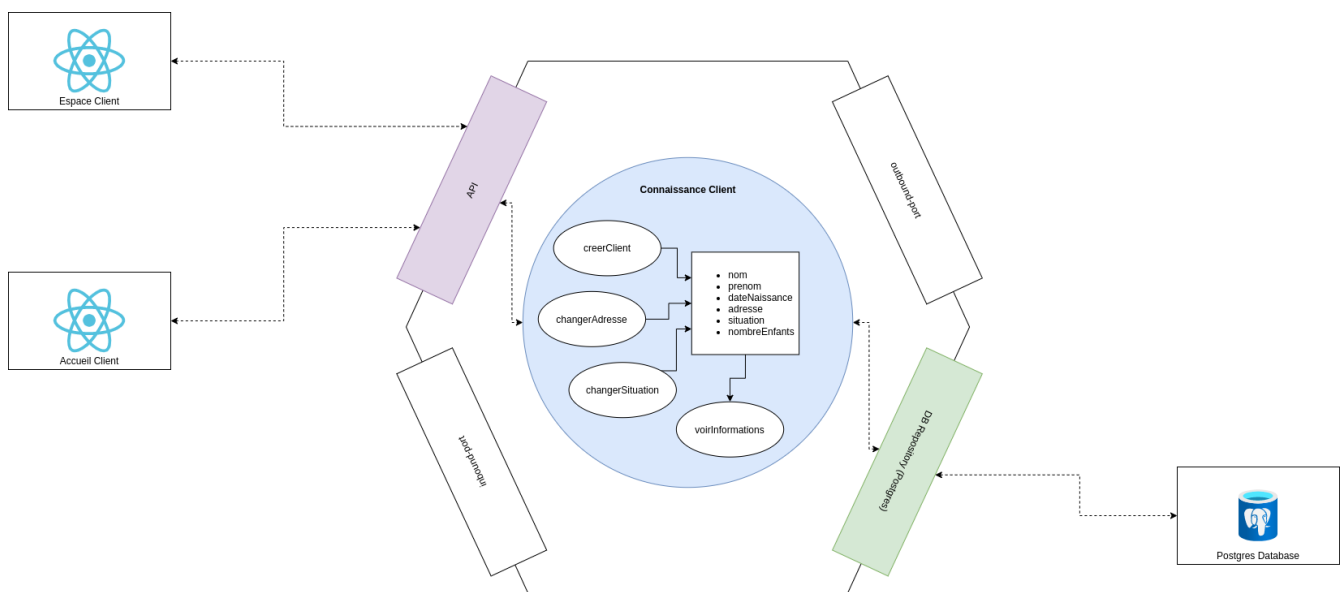 Espace Client
Accueil Client
API
inbound-port
outbound-port
Connaissance Client
creerClient
changerAdresse
changerSituation
voirInformations
nom
prenom
dateNaissance
adresse
situation
nombreEnfants
DB Repository (Postgres)
Postgres Database